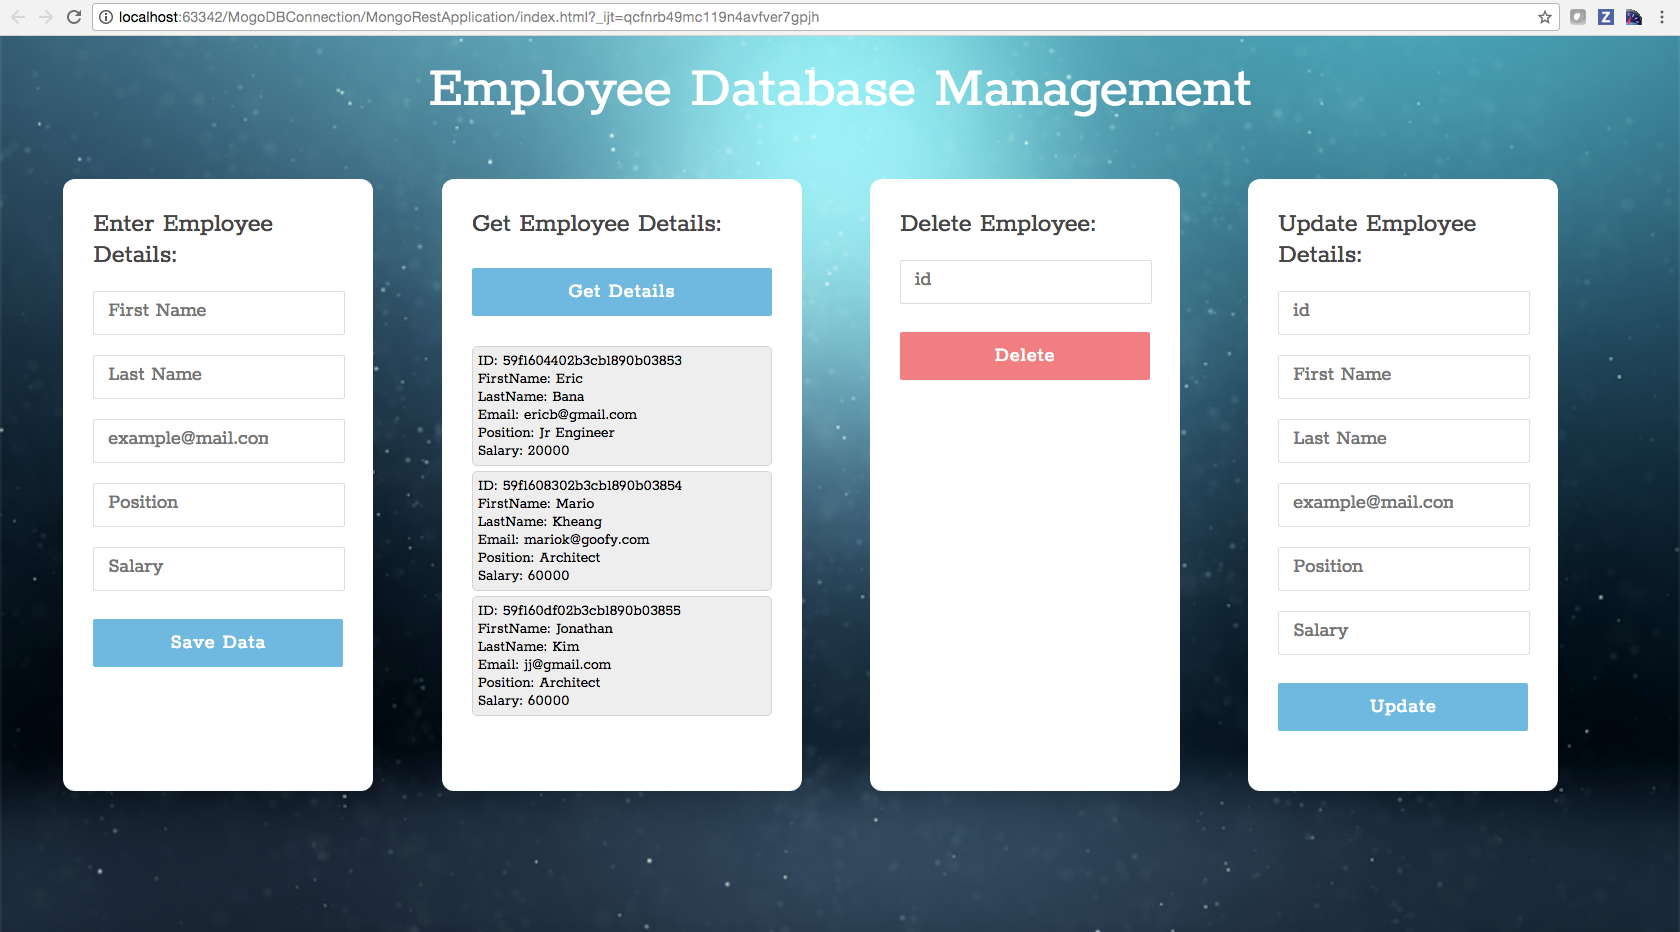 localhost:63342/MogoDBConnection/MongoRestApplication/index.html?_ijt=qcfnrb49mc119n4avfver7gpjh
Z
Employee Database Management
Enter Employee
Details:
First Name
Last Name
example@mail.con
Position
Salary
Save Data
Get Employee Details:
Get Details
ID: 59f1604402b3cb1890b03853
FirstName: Eric
LastName: Bana
Email: ericb@gmail.com
Position: Jr Engineer
Salary: 20000
ID: 59f1608302b3cb1890b03854
FirstName: Mario
LastName: Kheang
Email: mariok@goofy.com
Position: Architect
Salary: 60000
ID: 59f160df02b3cb1890b03855
FirstName: Jonathan
LastName: Kim
Email: jj@gmail.com
Position: Architect
Salary: 60000
Delete Employee:
id
Delete
Update Employee
Details:
id
First Name
Last Name
example@mail.con
Position
Salary
Update